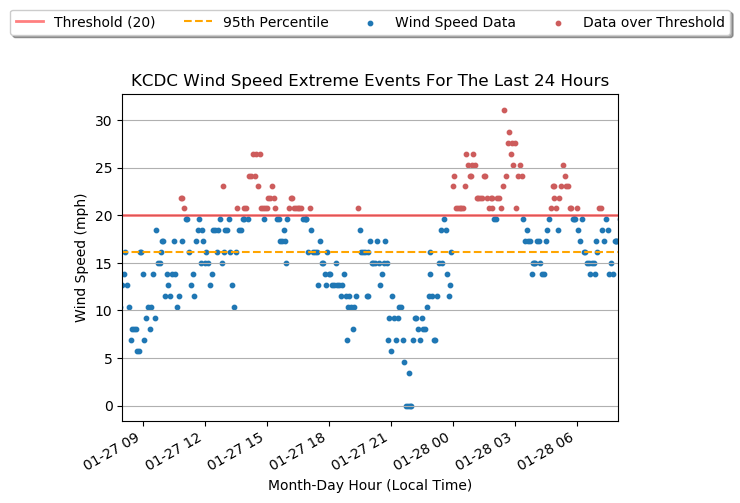 Threshold (20) 95th Percentile Wind Speed Data Data over Threshold
KCDC Wind Speed Extreme Events For The Last 24 Hours
30
25
20
15
10
5
0
Wind Speed (mph)
01-27 09 01-27 12 01-27 15 01-27 18 01-27 21 01-28 00 01-28 03 01-28 06
Month-Day Hour (Local Time)